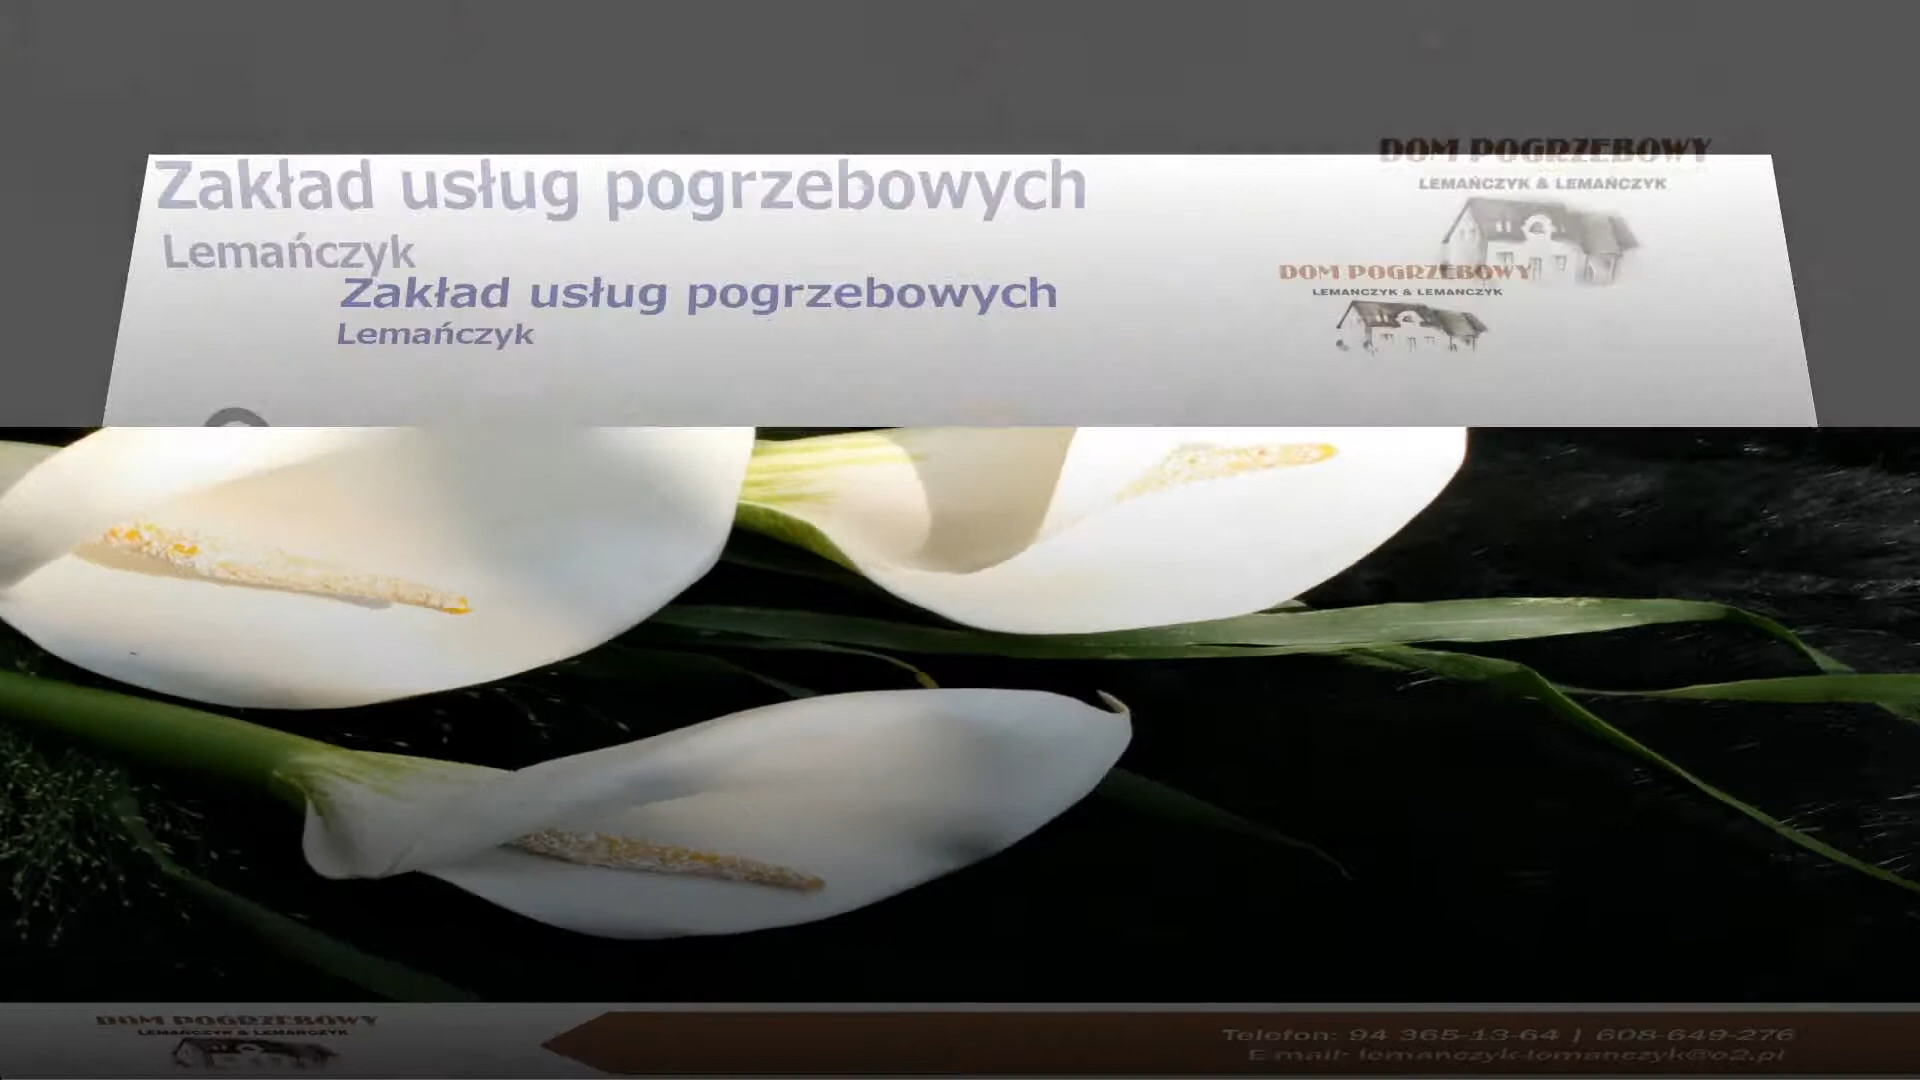 Zakład usług pogrzebowych
Lemańczyk
DOM POGRZEBOWY
LEMAŃCZYK & LEMAŃCZYK
Zakład usług pogrzebowych
Lemańczyk
DOM POGRZEBOWY
LEMAŃCZYK & LEMAŃCZYK
DOM POGRZEBOWY
LEMAŃCZYK & LEMAŃCZYK
Telefon: 94 365-13-64 | 608-649-276
E-mail: lemanczyk-lemanczyk@o2.pl